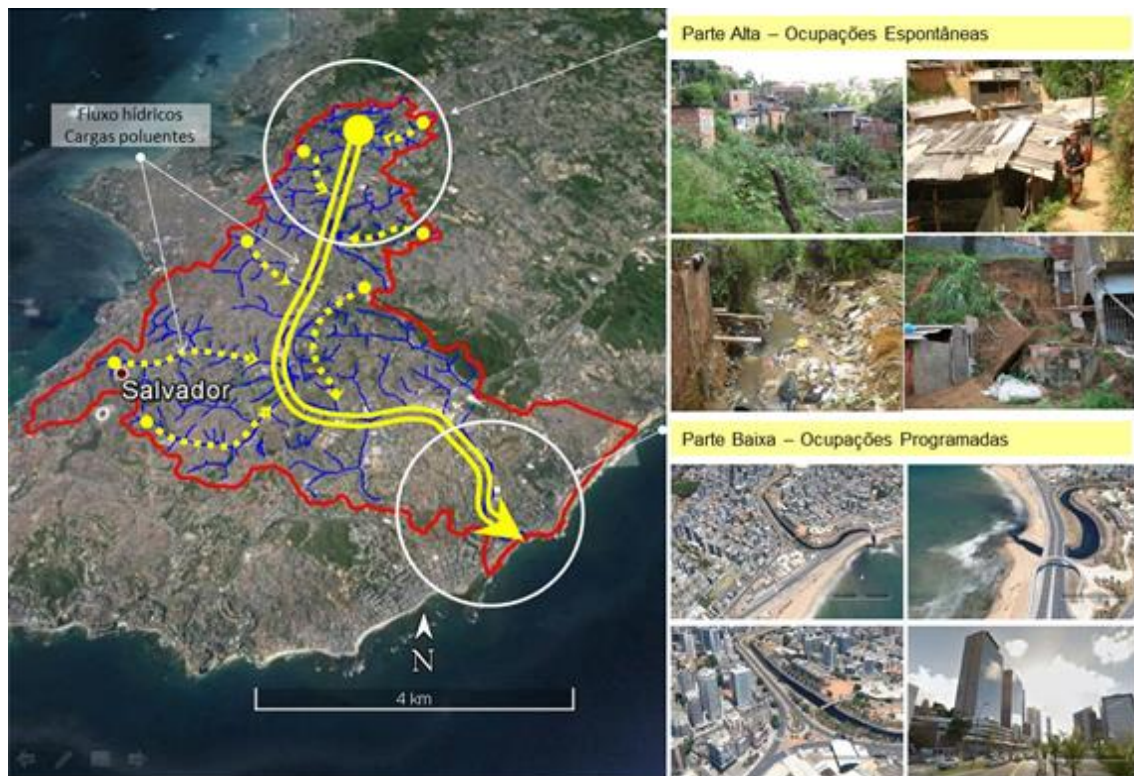 Parte Alta – Ocupações Espontâneas
Fluxo hídricos
Cargas poluentes
Salvador
Parte Baixa – Ocupações Programadas
N
4 km